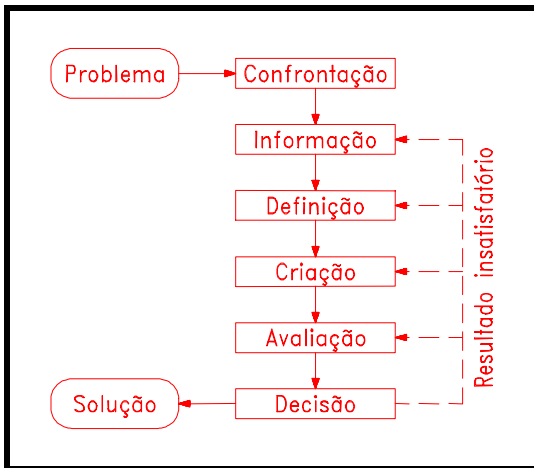 Problema
Confrontação
Informação
Definição
Criação
Avaliação
Decisão
Solução
Resultado insatisfatório